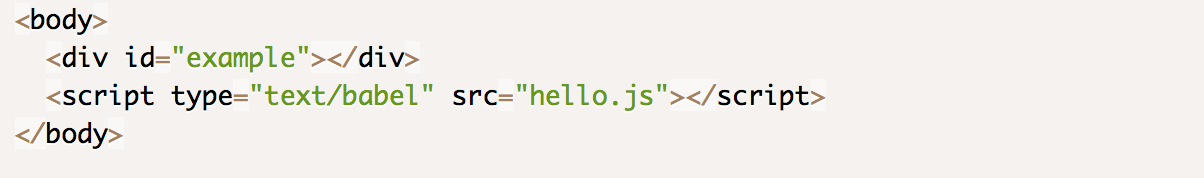 <body>
  <div id="example"></div>
  <script type="text/babel" src="hello.js"></script>
</body>